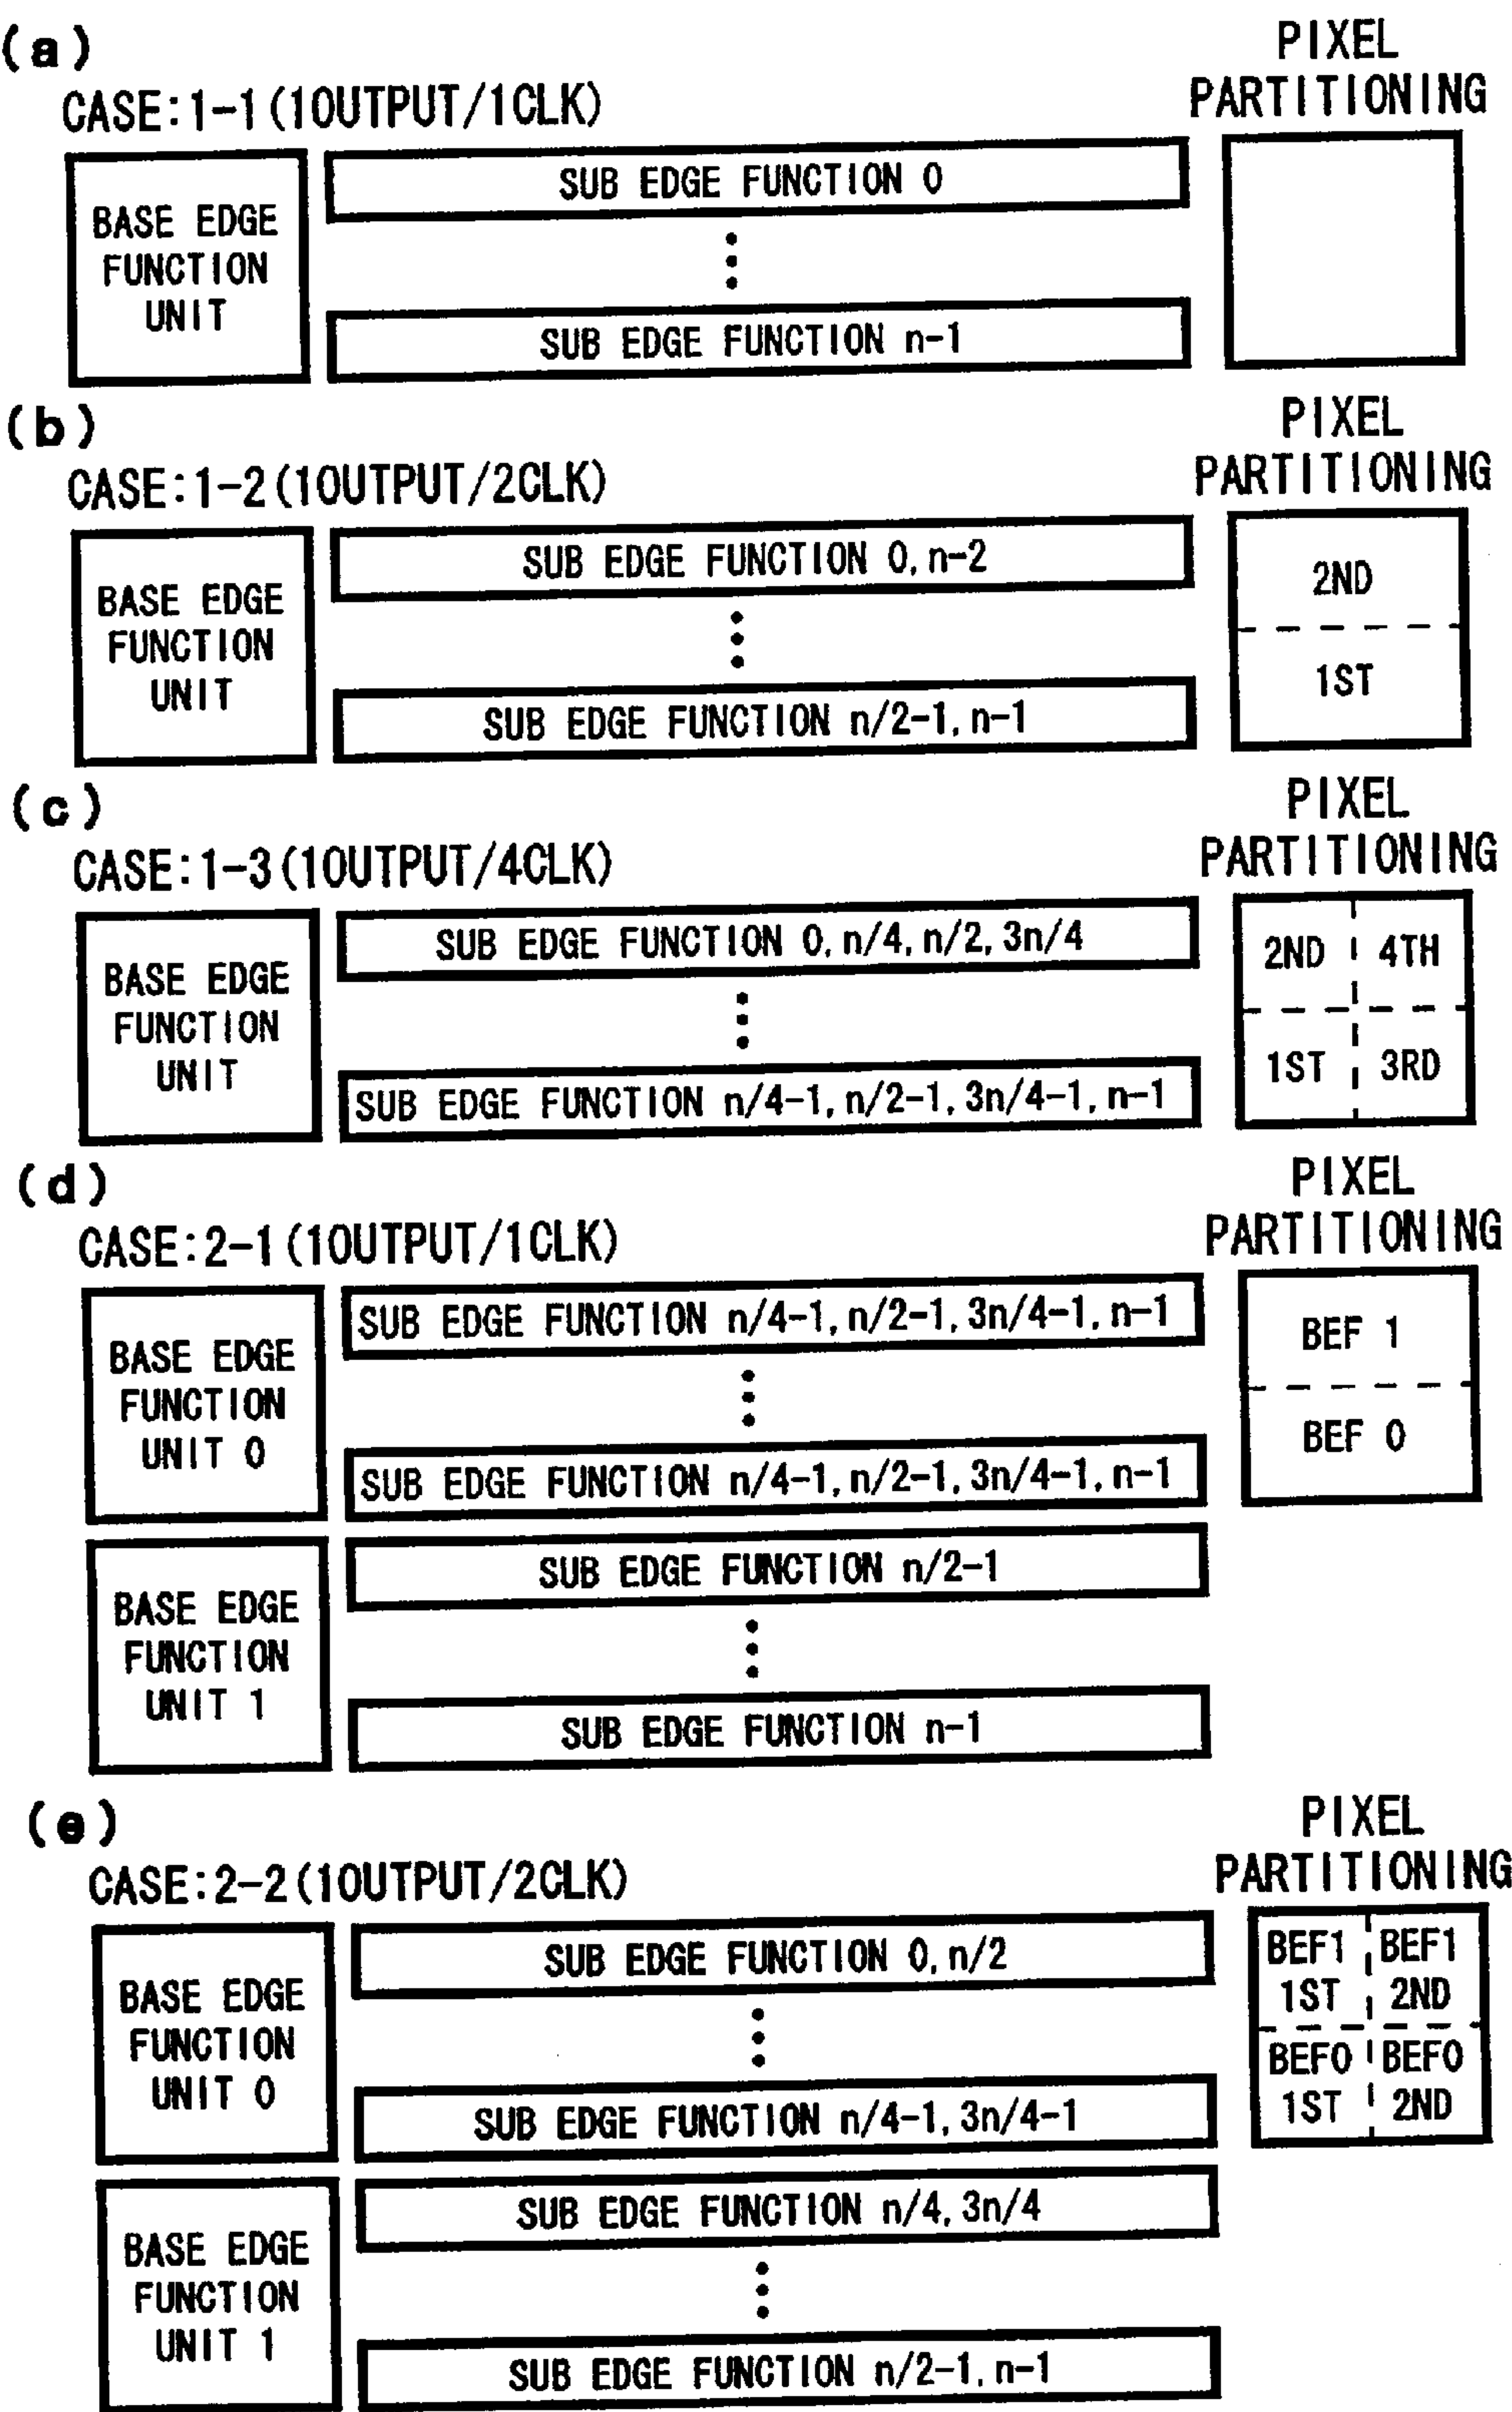 (a)
PIXEL
PARTITIONING
CASE:1-1(1OUTPUT/1CLK)
BASE EDGE
FUNCTION
UNIT
SUB EDGE FUNCTION 0
SUB EDGE FUNCTION n-1
(b)
PIXEL
PARTITIONING
CASE:1-2(1OUTPUT/2CLK)
BASE EDGE
FUNCTION
UNIT
SUB EDGE FUNCTION 0,n-2
SUB EDGE FUNCTION n/2-1,n-1
2ND
1ST
(c)
PIXEL
PARTITIONING
CASE:1-3(1OUTPUT/4CLK)
BASE EDGE
FUNCTION
UNIT
SUB EDGE FUNCTION 0,n/4,n/2,3n/4
SUB EDGE FUNCTION n/4-1,n/2-1,3n/4-1,n-1
2ND 4TH
1ST 3RD
(d)
PIXEL
PARTITIONING
CASE:2-1(1OUTPUT/1CLK)
BASE EDGE
FUNCTION
UNIT 0
SUB EDGE FUNCTION n/4-1,n/2-1,3n/4-1,n-1
SUB EDGE FUNCTION n/4-1,n/2-1,3n/4-1,n-1
BEF 1
BEF 0
BASE EDGE
FUNCTION
UNIT 1
SUB EDGE FUNCTION n/2-1
SUB EDGE FUNCTION n-1
(e)
PIXEL
PARTITIONING
CASE:2-2(1OUTPUT/2CLK)
BASE EDGE
FUNCTION
UNIT 0
SUB EDGE FUNCTION 0,n/2
SUB EDGE FUNCTION n/4-1,3n/4-1
BEF1 BEF1
1ST 2ND
BEF0 BEF0
1ST 2ND
BASE EDGE
FUNCTION
UNIT 1
SUB EDGE FUNCTION n/4,3n/4
SUB EDGE FUNCTION n/2-1,n-1